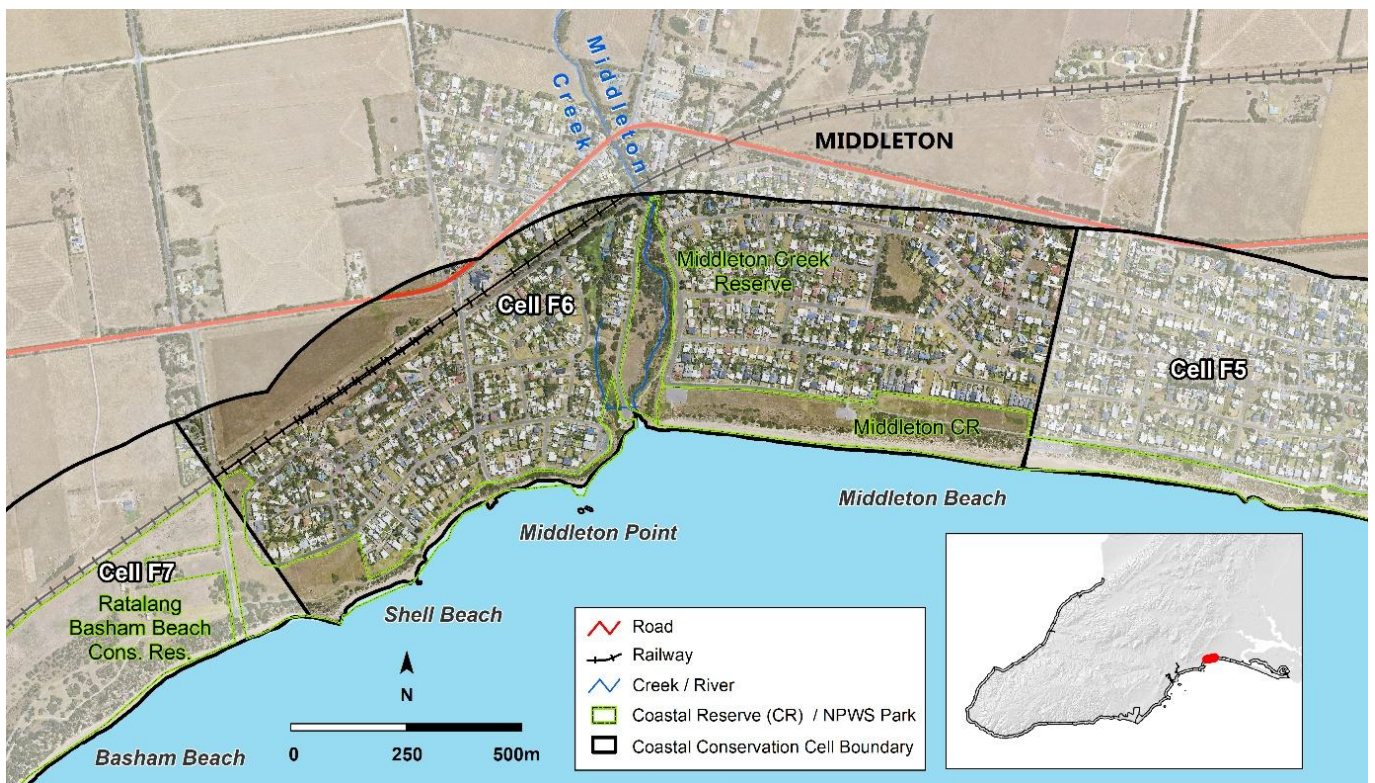 Middleton
Creek
MIDDLETON
Middleton Creek
Reserve
Cell F6
Cell F5
Middleton CR
Middleton Beach
Middleton Point
Cell F7
Ratalang
Basham Beach
Cons. Res.
Shell Beach
Basham Beach
N
0 250 500m
Road
Railway
Creek / River
Coastal Reserve (CR) / NPWS Park
Coastal Conservation Cell Boundary